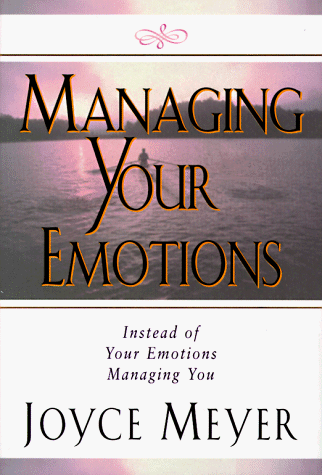 MANAGING
YOUR
EMOTIONS
Instead of
Your Emotions
Managing You
JOYCE MEYER